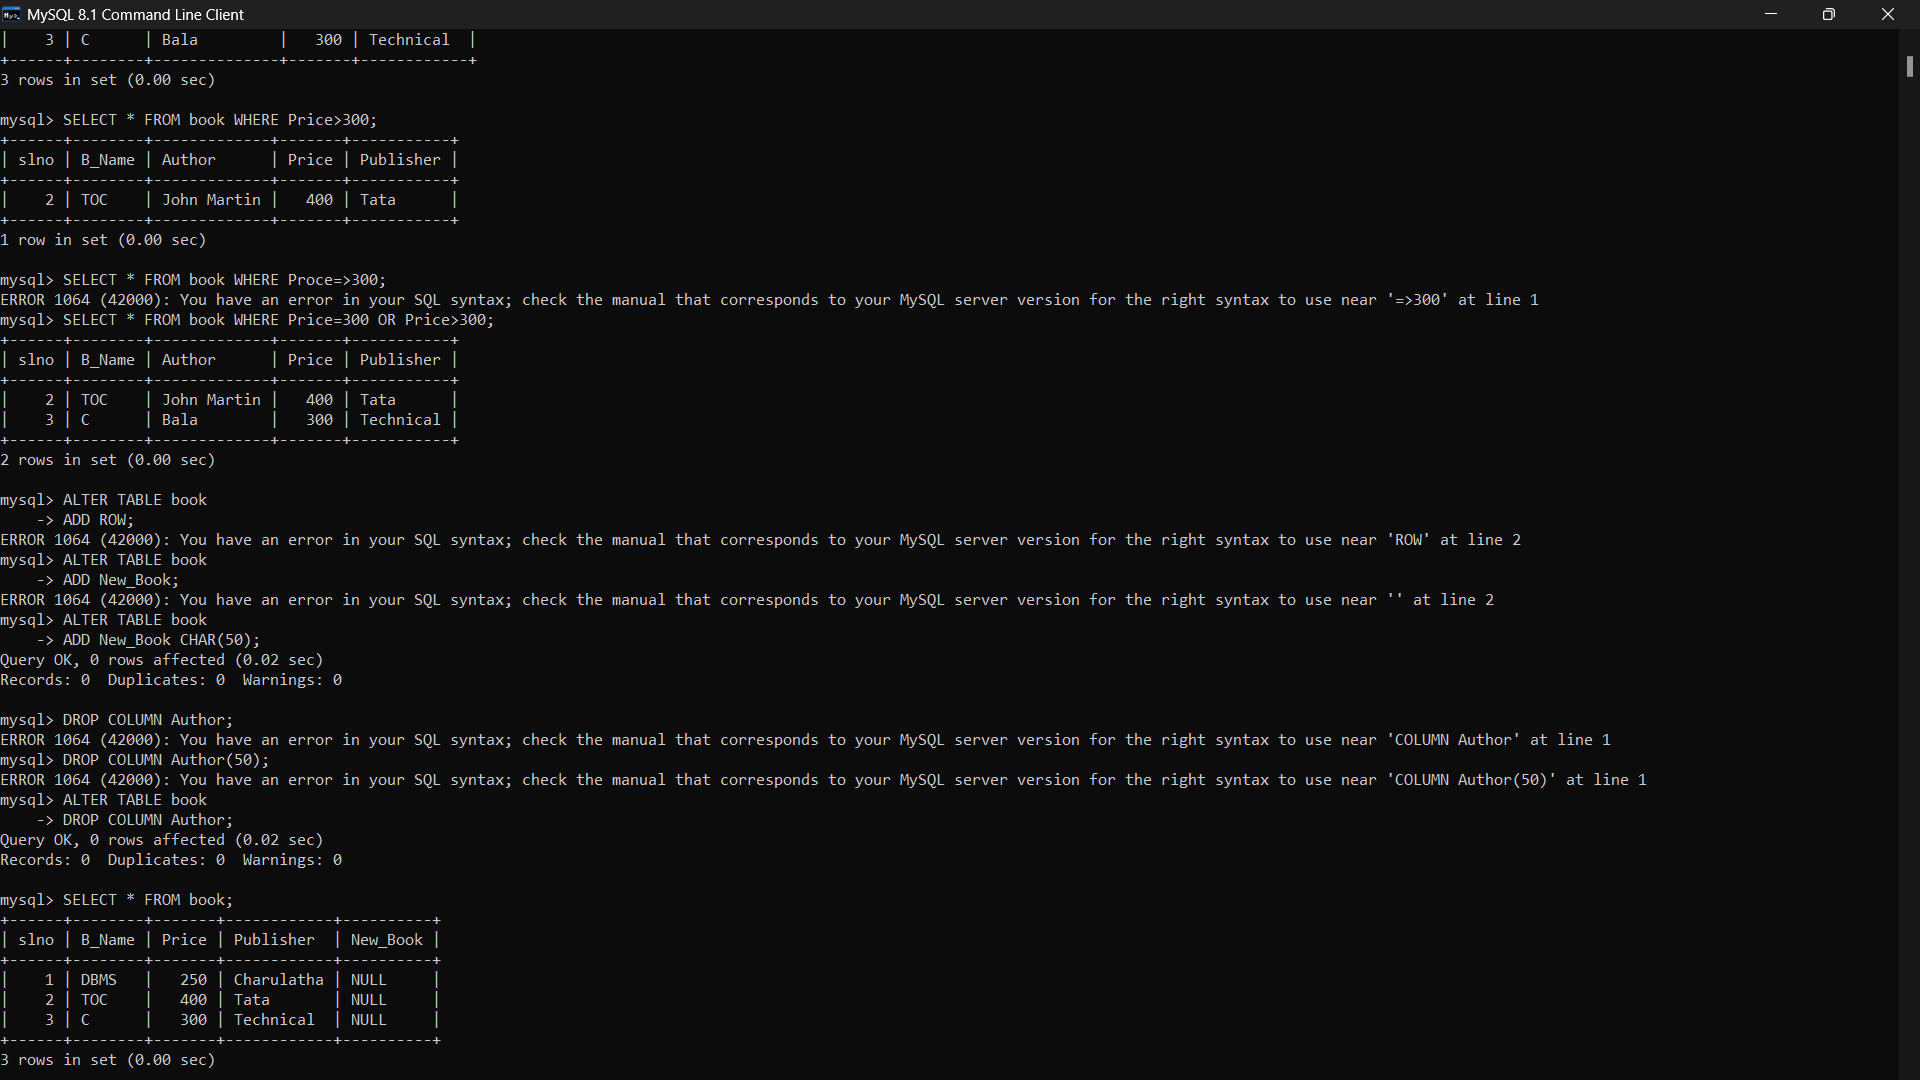 MySQL 8.1 Command Line Client
|    3 | C      | Bala         |   300 | Technical  |
+------+--------+--------------+-------+------------+
3 rows in set (0.00 sec)

mysql> SELECT * FROM book WHERE Price>300;
+------+--------+-------------+-------+-----------+
| slno | B_Name | Author      | Price | Publisher |
+------+--------+-------------+-------+-----------+
|    2 | TOC    | John Martin |   400 | Tata      |
+------+--------+-------------+-------+-----------+
1 row in set (0.00 sec)

mysql> SELECT * FROM book WHERE Proce=>300;
ERROR 1064 (42000): You have an error in your SQL syntax; check the manual that corresponds to your MySQL server version for the right syntax to use near '=>300' at line 1
mysql> SELECT * FROM book WHERE Price=300 OR Price>300;
+------+--------+-------------+-------+-----------+
| slno | B_Name | Author      | Price | Publisher |
+------+--------+-------------+-------+-----------+
|    2 | TOC    | John Martin |   400 | Tata      |
|    3 | C      | Bala        |   300 | Technical |
+------+--------+-------------+-------+-----------+
2 rows in set (0.00 sec)

mysql> ALTER TABLE book
    -> ADD ROW;
ERROR 1064 (42000): You have an error in your SQL syntax; check the manual that corresponds to your MySQL server version for the right syntax to use near 'ROW' at line 2
mysql> ALTER TABLE book
    -> ADD New_Book;
ERROR 1064 (42000): You have an error in your SQL syntax; check the manual that corresponds to your MySQL server version for the right syntax to use near '' at line 2
mysql> ALTER TABLE book
    -> ADD New_Book CHAR(50);
Query OK, 0 rows affected (0.02 sec)
Records: 0  Duplicates: 0  Warnings: 0

mysql> DROP COLUMN Author;
ERROR 1064 (42000): You have an error in your SQL syntax; check the manual that corresponds to your MySQL server version for the right syntax to use near 'COLUMN Author' at line 1
mysql> DROP COLUMN Author(50);
ERROR 1064 (42000): You have an error in your SQL syntax; check the manual that corresponds to your MySQL server version for the right syntax to use near 'COLUMN Author(50)' at line 1
mysql> ALTER TABLE book
    -> DROP COLUMN Author;
Query OK, 0 rows affected (0.02 sec)
Records: 0  Duplicates: 0  Warnings: 0

mysql> SELECT * FROM book;
+------+--------+-------+------------+----------+
| slno | B_Name | Price | Publisher  | New_Book |
+------+--------+-------+------------+----------+
|    1 | DBMS   |   250 | Charulatha | NULL     |
|    2 | TOC    |   400 | Tata       | NULL     |
|    3 | C      |   300 | Technical  | NULL     |
+------+--------+-------+------------+----------+
3 rows in set (0.00 sec)